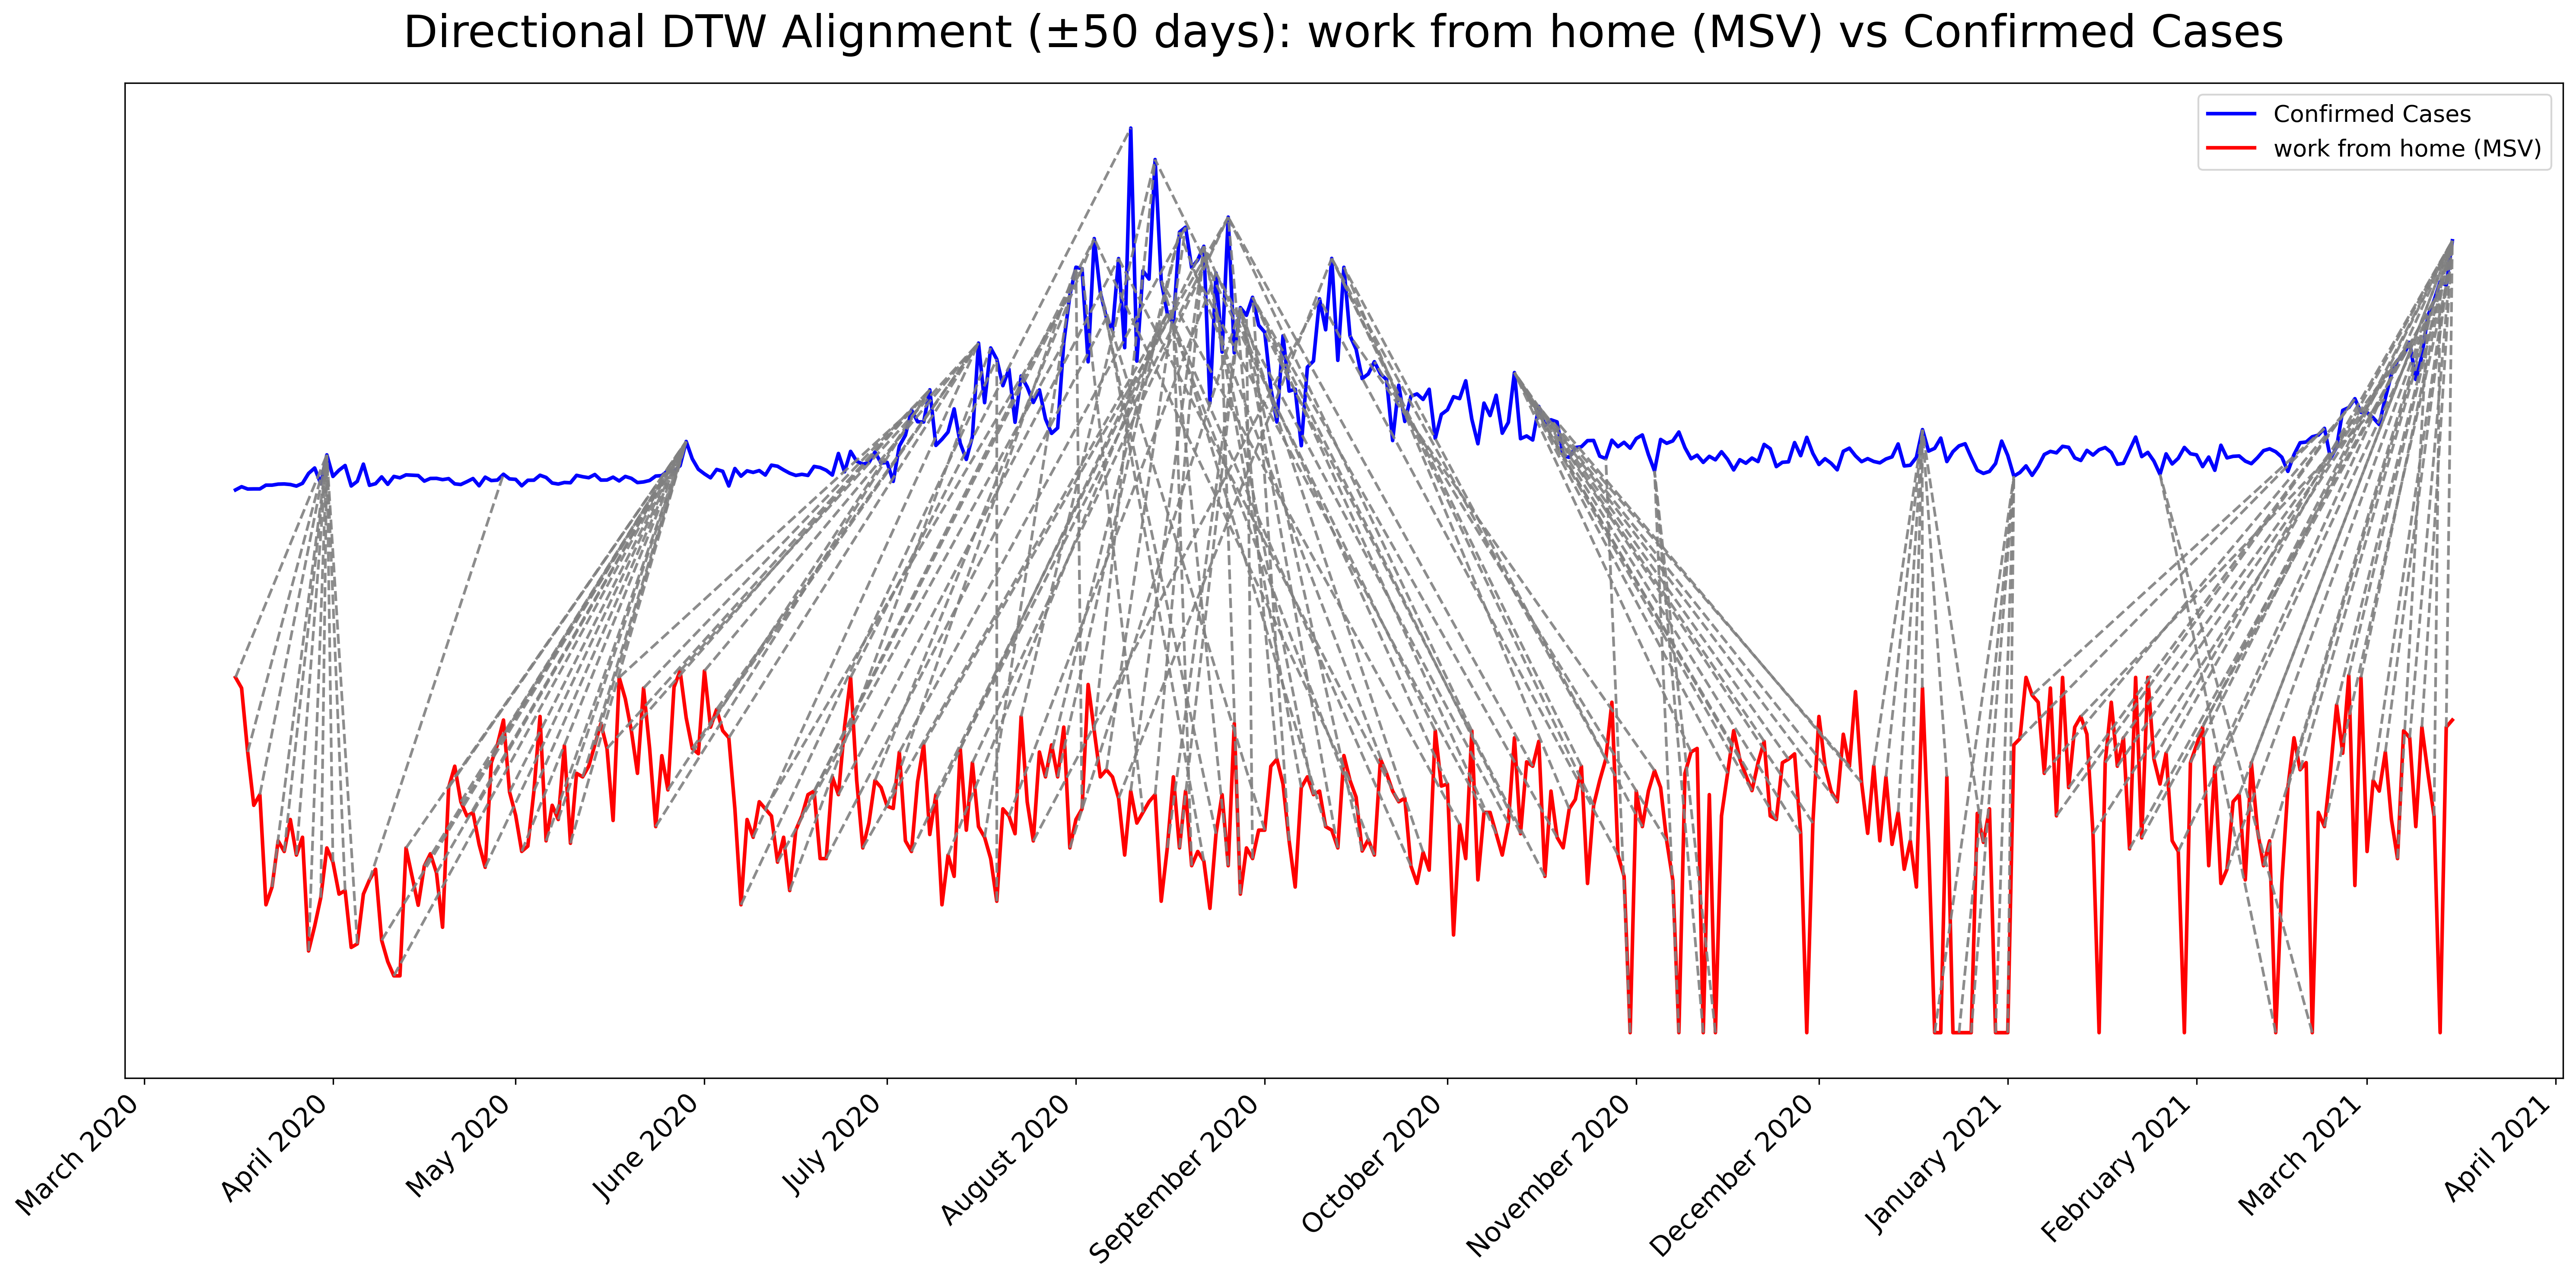 Directional DTW Alignment (±50 days): work from home (MSV) vs Confirmed Cases
Confirmed Cases
work from home (MSV)
March 2020
April 2020
May 2020
June 2020
July 2020
August 2020
September 2020
October 2020
November 2020
December 2020
January 2021
February 2021
March 2021
April 2021